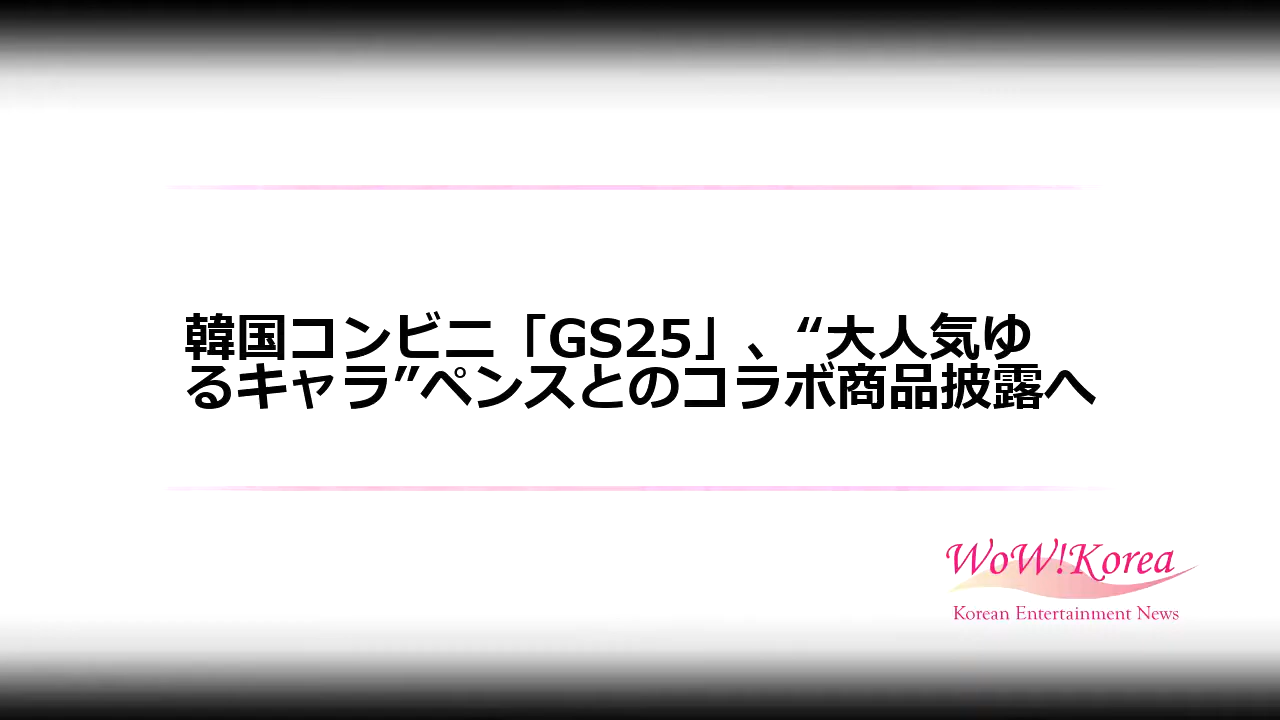 韓国コンビニ「GS25」、“大人気ゆ
るキャラ”ペンスとのコラボ商品披露へ
WoW!Korea
Korean Entertainment News